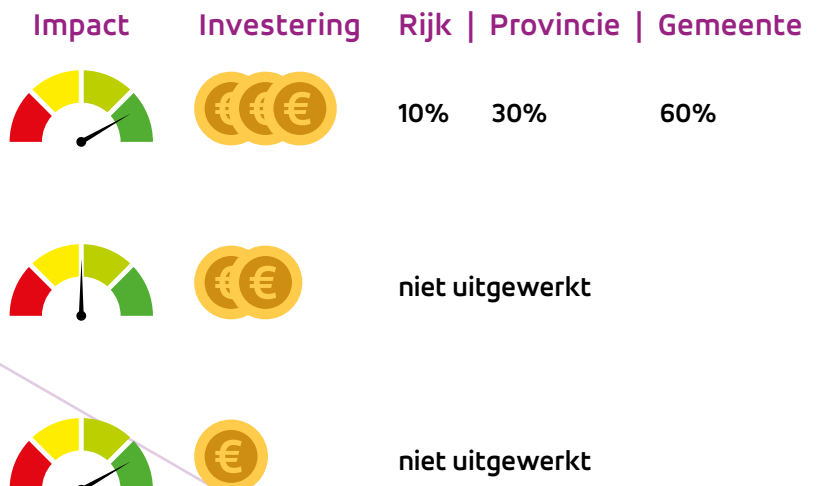 Impact Investering Rijk | Provincie | Gemeente
€ € € 10% 30% 60%
€ € niet uitgewerkt
€ niet uitgewerkt